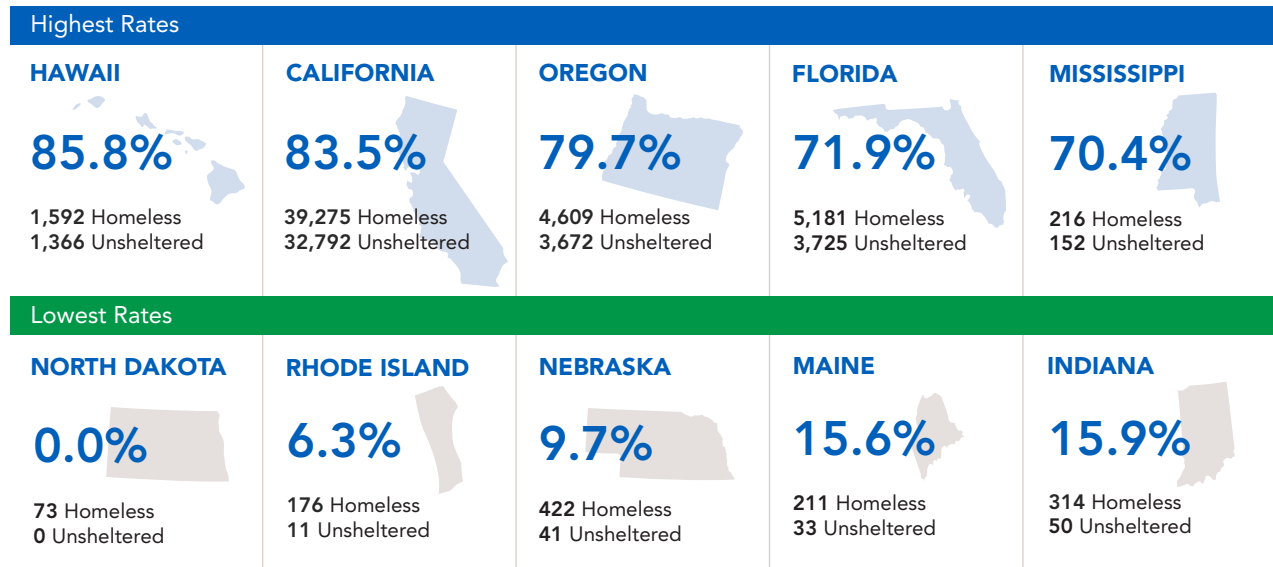 Highest Rates
HAWAII
85.8%
1,592 Homeless
1,366 Unsheltered
CALIFORNIA
83.5%
39,275 Homeless
32,792 Unsheltered
OREGON
79.7%
4,609 Homeless
3,672 Unsheltered
FLORIDA
71.9%
5,181 Homeless
3,725 Unsheltered
MISSISSIPPI
70.4%
216 Homeless
152 Unsheltered
Lowest Rates
NORTH DAKOTA
0.0%
73 Homeless
0 Unsheltered
RHODE ISLAND
6.3%
176 Homeless
11 Unsheltered
NEBRASKA
9.7%
422 Homeless
41 Unsheltered
MAINE
15.6%
211 Homeless
33 Unsheltered
INDIANA
15.9%
314 Homeless
50 Unsheltered